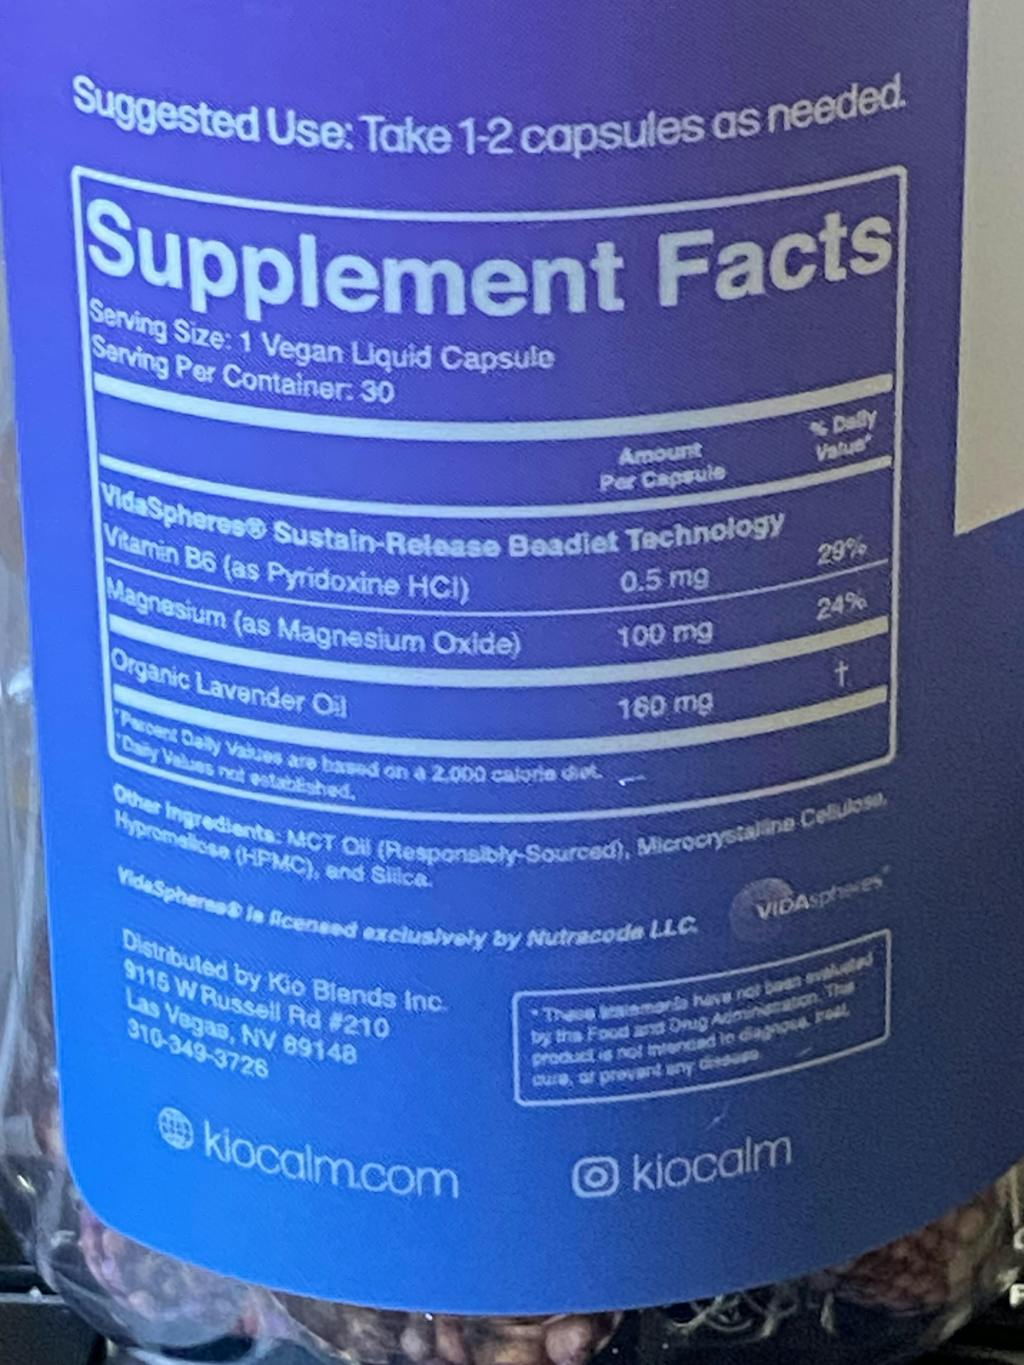 Suggested Use: Take 1-2 capsules as needed.
Supplement Facts
Serving Size: 1 Vegan Liquid Capsule
Serving Per Container: 30
Amount Per Capsule
% Daily Value*
VidaSpheres® Sustain-Release Beadlet Technology
Vitamin B6 (as Pyridoxine HCl) 0.5 mg 29%
Magnesium (as Magnesium Oxide) 100 mg 24%
Organic Lavender Oil 160 mg †
*Percent Daily Values are based on a 2,000 calorie diet.
*Daily Values not established.
Other Ingredients: MCT Oil (Responsibly-Sourced), Microcrystalline Cellulose,
Hypromellose (HPMC), and Silica.
VidaSpheres® is licensed exclusively by Nutracode LLC.
VIDAspheres
Distributed by Kio Blends Inc.
9115 W Russell Rd #210
Las Vegas, NV 89148
310-349-3726
* These have not been evaluated
by the Food and Drug Administration. This
product is not intended to diagnose, treat,
cure, or prevent any disease
kiocalm.com
kiocalm